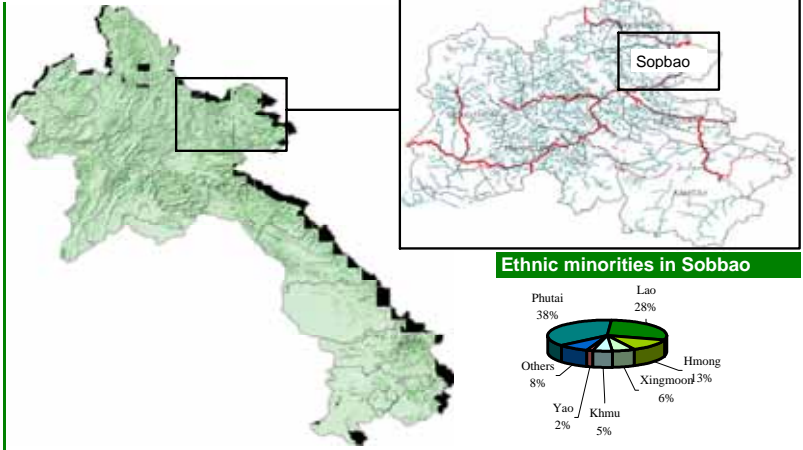 Sopbao
Ethnic minorities in Sobbao
Phutai
38%
Lao
28%
Hmong
13%
Xingmoon
6%
Khmu
5%
Yao
2%
Others
8%